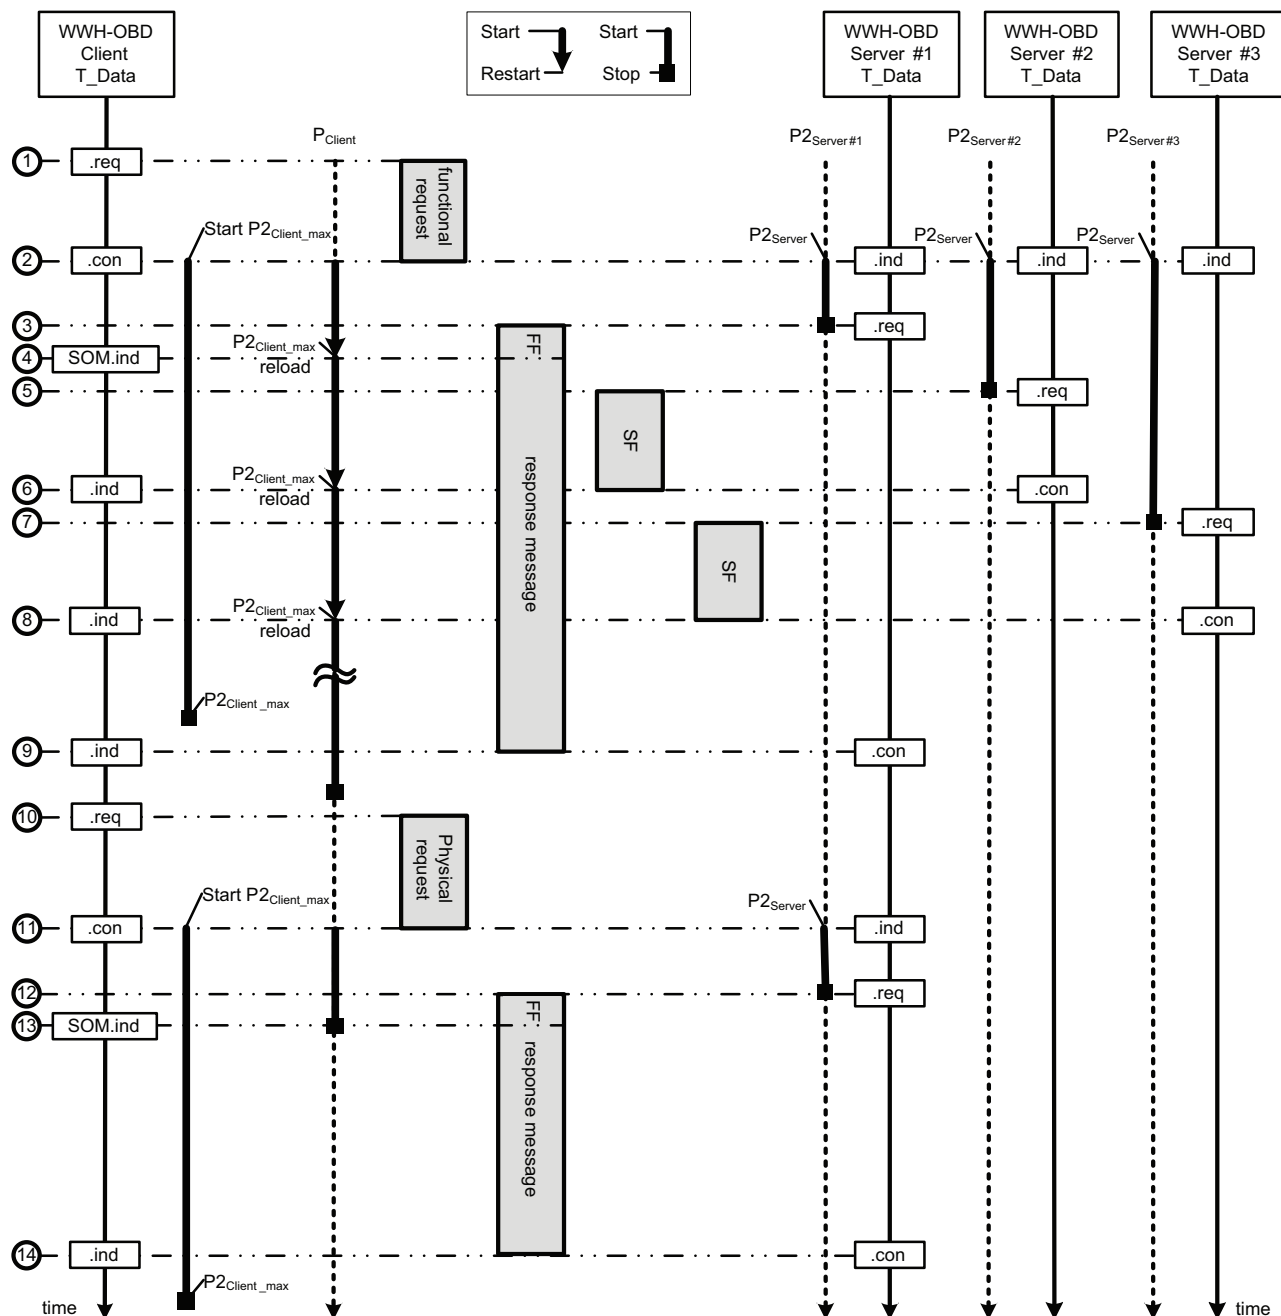 WWH-OBD
Client
T_Data
Start
Restart
Start
Stop
WWH-OBD
Server #1
T_Data
WWH-OBD
Server #2
T_Data
WWH-OBD
Server #3
T_Data
PClient
P2Server#1
P2Server#2
P2Server#3
1
.req
functional
request
Start P2Client_max
P2Server
P2Server
P2Server
2
.con
.ind
.ind
.ind
3
FF
.req
4
SOM.ind
P2Client_max
reload
5
.req
SF
response message
6
.ind
P2Client_max
reload
.con
7
.req
SF
8
.ind
P2Client_max
reload
.con
P2Client_max
9
.ind
.con
10
.req
Physical
request
Start P2Client_max
P2Server
11
.con
.ind
12
FF
.req
13
SOM.ind
response message
14
.ind
.con
P2Client_max
time
time